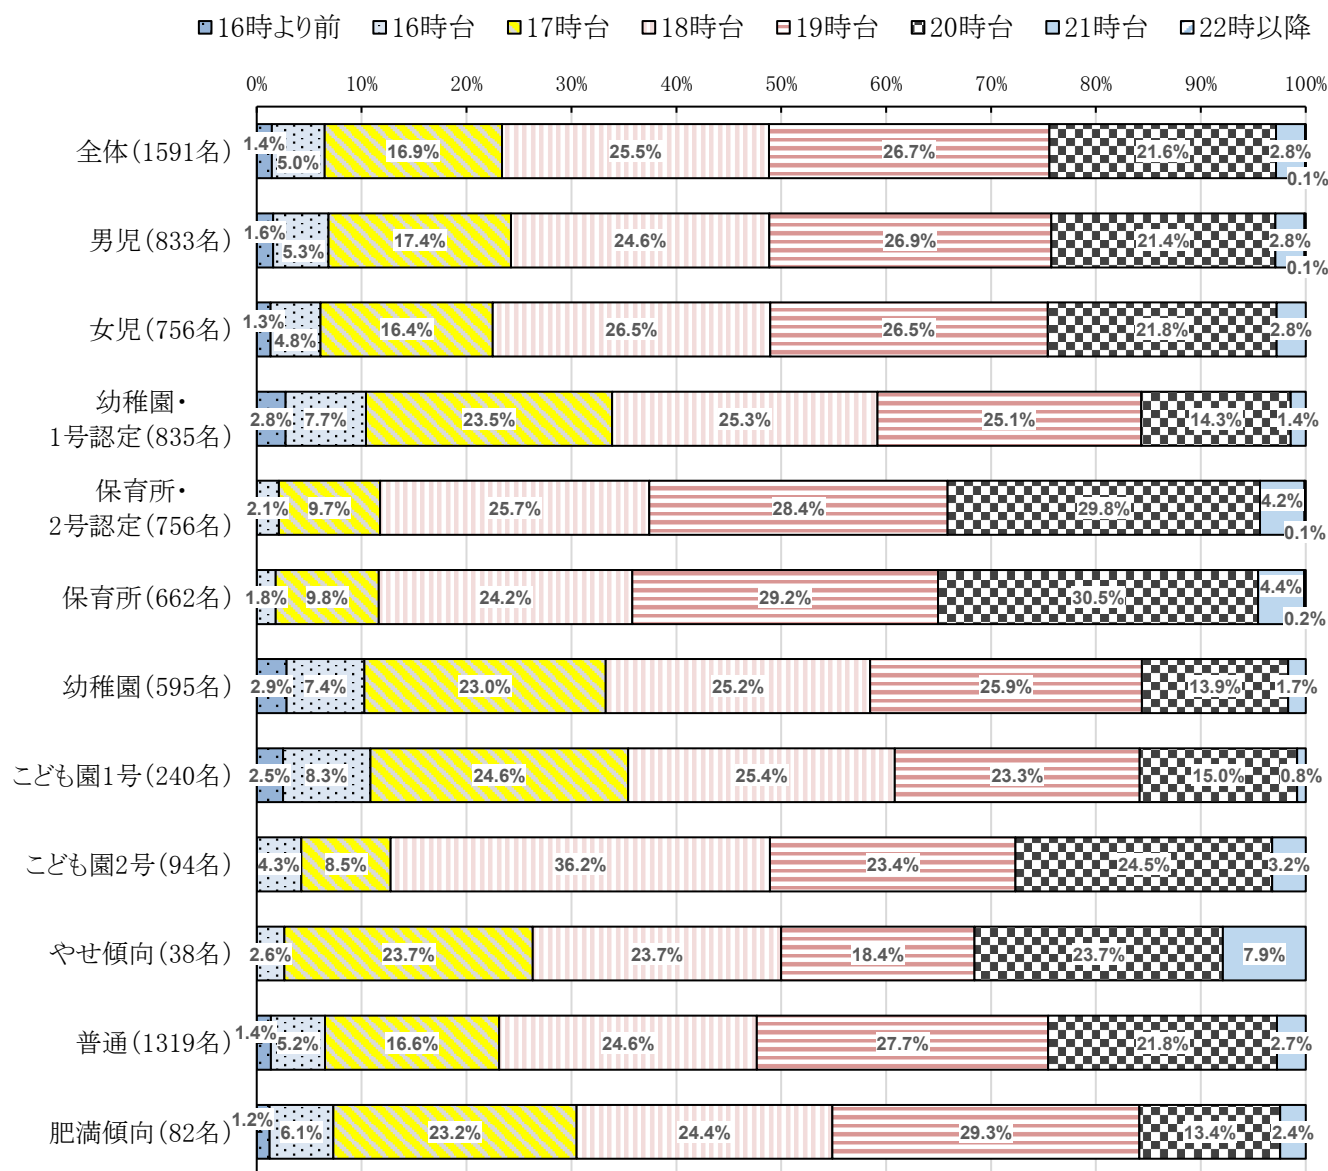 16時より前 16時台 17時台 18時台 19時台 20時台 21時台 22時以降
0% 10% 20% 30% 40% 50% 60% 70% 80% 90% 100%
全体(1591名) 1.4% 5.0% 16.9% 25.5% 26.7% 21.6% 2.8% 0.1%
男児(833名) 1.6% 5.3% 17.4% 24.6% 26.9% 21.4% 2.8% 0.1%
女児(756名) 1.3% 4.8% 16.4% 26.5% 26.5% 21.8% 2.8%
幼稚園・
1号認定(835名) 2.8% 7.7% 23.5% 25.3% 25.1% 14.3% 1.4%
保育所・
2号認定(756名) 2.1% 9.7% 25.7% 28.4% 29.8% 4.2% 0.1%
保育所(662名) 1.8% 9.8% 24.2% 29.2% 30.5% 4.4% 0.2%
幼稚園(595名) 2.9% 7.4% 23.0% 25.2% 25.9% 13.9% 1.7%
こども園1号(240名) 2.5% 8.3% 24.6% 25.4% 23.3% 15.0% 0.8%
こども園2号(94名) 4.3% 8.5% 36.2% 23.4% 24.5% 3.2%
やせ傾向(38名) 2.6% 23.7% 23.7% 18.4% 23.7% 7.9%
普通(1319名) 1.4% 5.2% 16.6% 24.6% 27.7% 21.8% 2.7%
肥満傾向(82名) 1.2% 6.1% 23.2% 24.4% 29.3% 13.4% 2.4%